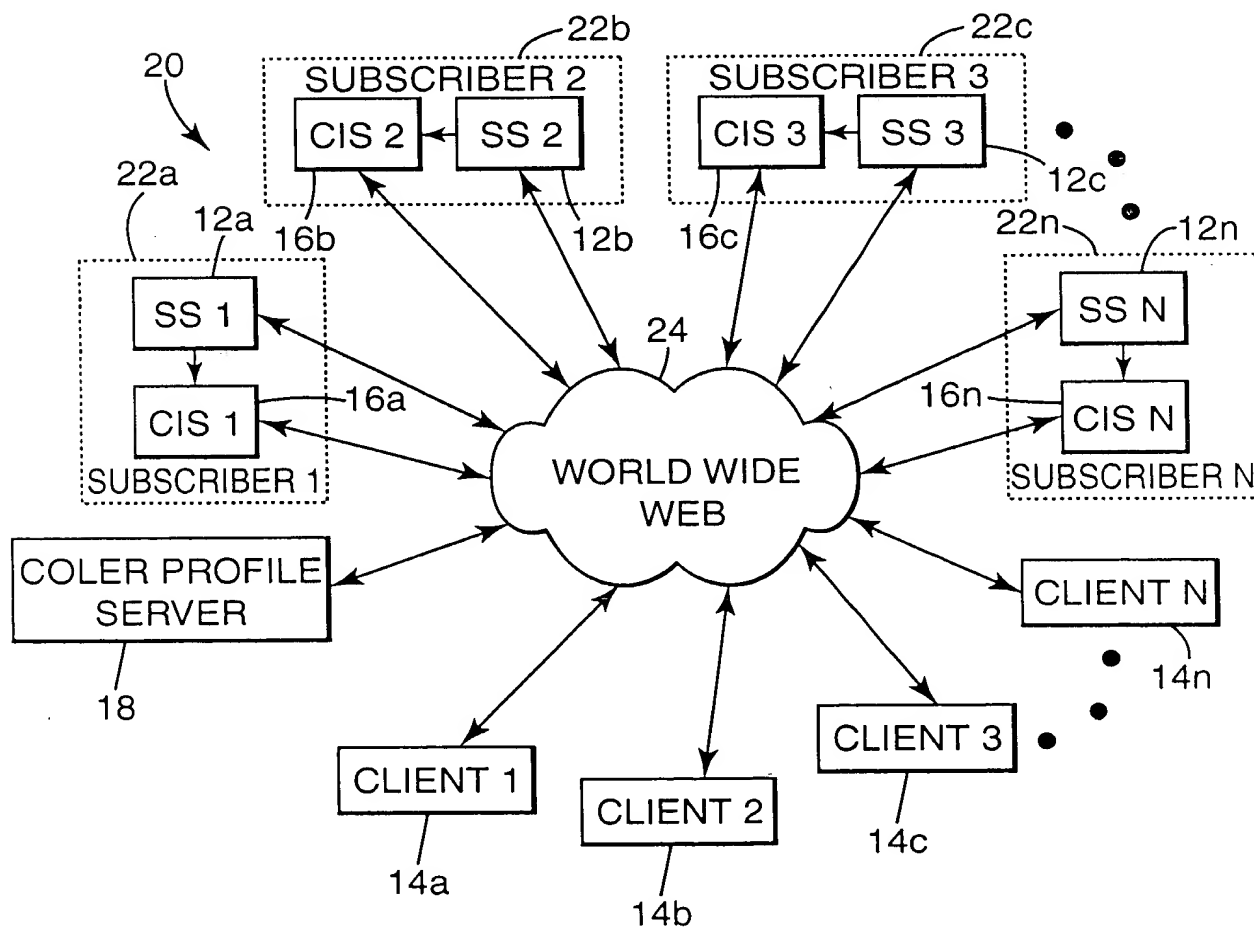 22b
22c
20
SUBSCRIBER 2
CIS 2
SS 2
SUBSCRIBER 3
CIS 3
SS 3
22a
12a
16b
12b
16c
12c
22n
12n
SS 1
CIS 1
16a
SUBSCRIBER 1
24
SS N
16n
CIS N
SUBSCRIBER N
WORLD WIDE
WEB
COLER PROFILE
SERVER
18
CLIENT N
14n
CLIENT 1
14a
CLIENT 2
14b
CLIENT 3
14c